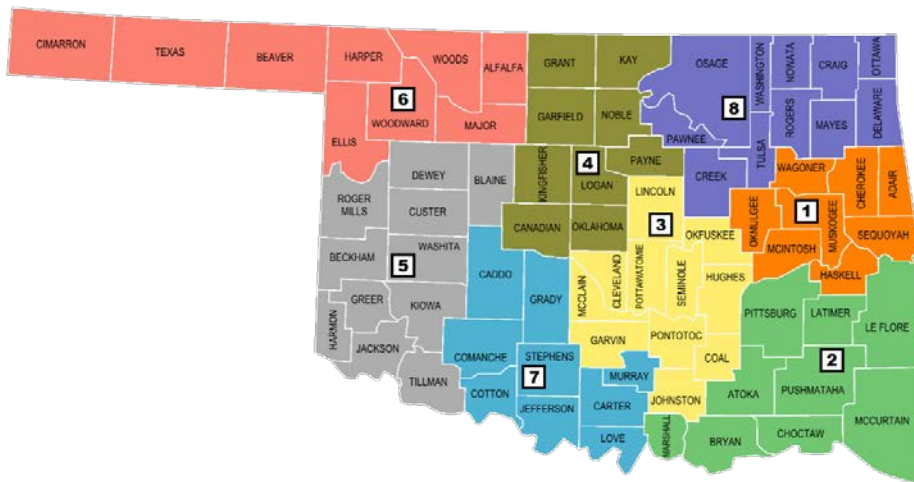 CIMARRON
TEXAS
BEAVER
HARPER
WOODS
ALFALFA
ELLIS
6
WOODWARD
MAJOR
GRANT
KAY
GARFIELD
NOBLE
KINGFISHER
4
LOGAN
PAYNE
CANADIAN
OKLAHOMA
OSAGE
WASHINGTON
NOWATA
CRAIG
OTTAWA
8
ROGERS
MAYES
DELAWARE
PAWNEE
TULSA
CREEK
WAGONER
CHEROKEE
ADAIR
OKMULGEE
1
MUSKOGEE
MCINTOSH
SEQUOYAH
HASKELL
DEWEY
BLAINE
ROGER
MILLS
CUSTER
BECKHAM
5
WASHITA
GREER
KIOWA
HARMON
JACKSON
TILLMAN
LINCOLN
3
OKFUSKEE
MCCLAIN
CLEVELAND
POTTAWATOMIE
SEMINOLE
HUGHES
GARVIN
PONTOTOC
COAL
JOHNSTON
CADDO
GRADY
COMANCHE
STEPHENS
7
COTTON
JEFFERSON
MURRAY
CARTER
LOVE
PITTSBURG
LATIMER
LE FLORE
2
ATOKA
PUSHMATAHA
MARSHALL
BRYAN
CHOCTAW
MCCURTAIN